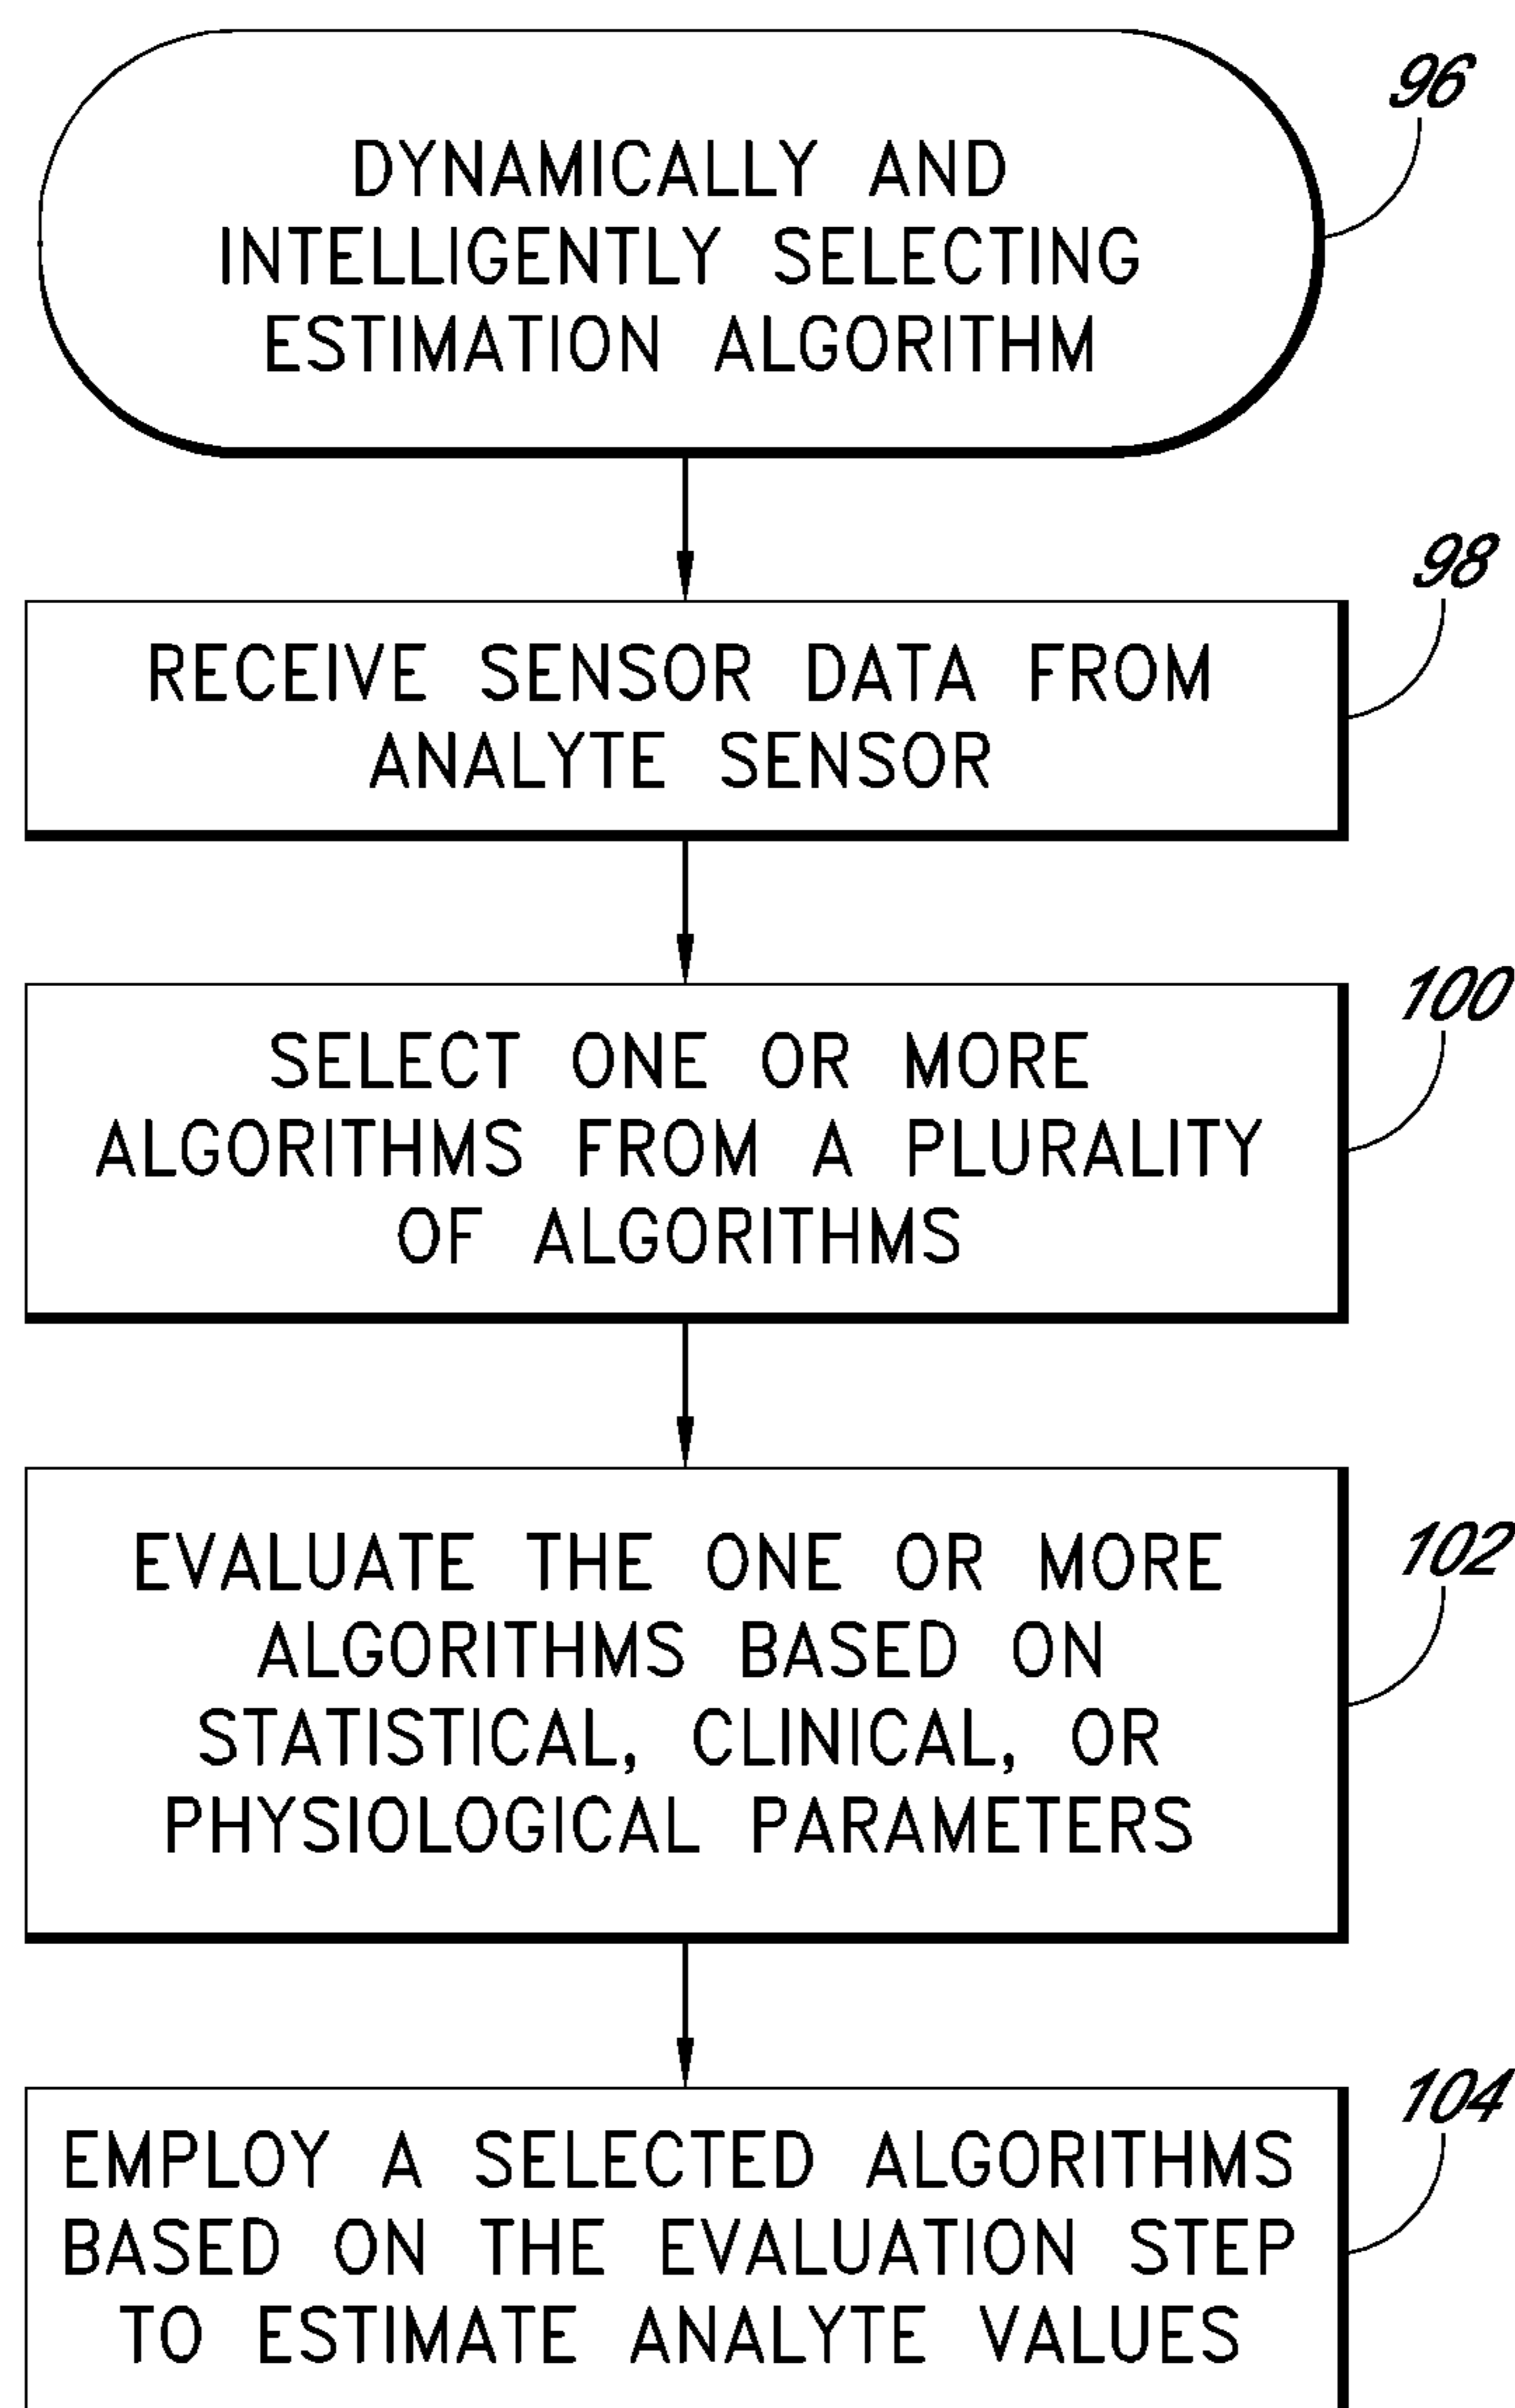 96
DYNAMICALLY AND
INTELLIGENTLY SELECTING
ESTIMATION ALGORITHM
98
RECEIVE SENSOR DATA FROM
ANALYTE SENSOR
100
SELECT ONE OR MORE
ALGORITHMS FROM A PLURALITY
OF ALGORITHMS
102
EVALUATE THE ONE OR MORE
ALGORITHMS BASED ON
STATISTICAL, CLINICAL, OR
PHYSIOLOGICAL PARAMETERS
104
EMPLOY A SELECTED ALGORITHMS
BASED ON THE EVALUATION STEP
TO ESTIMATE ANALYTE VALUES